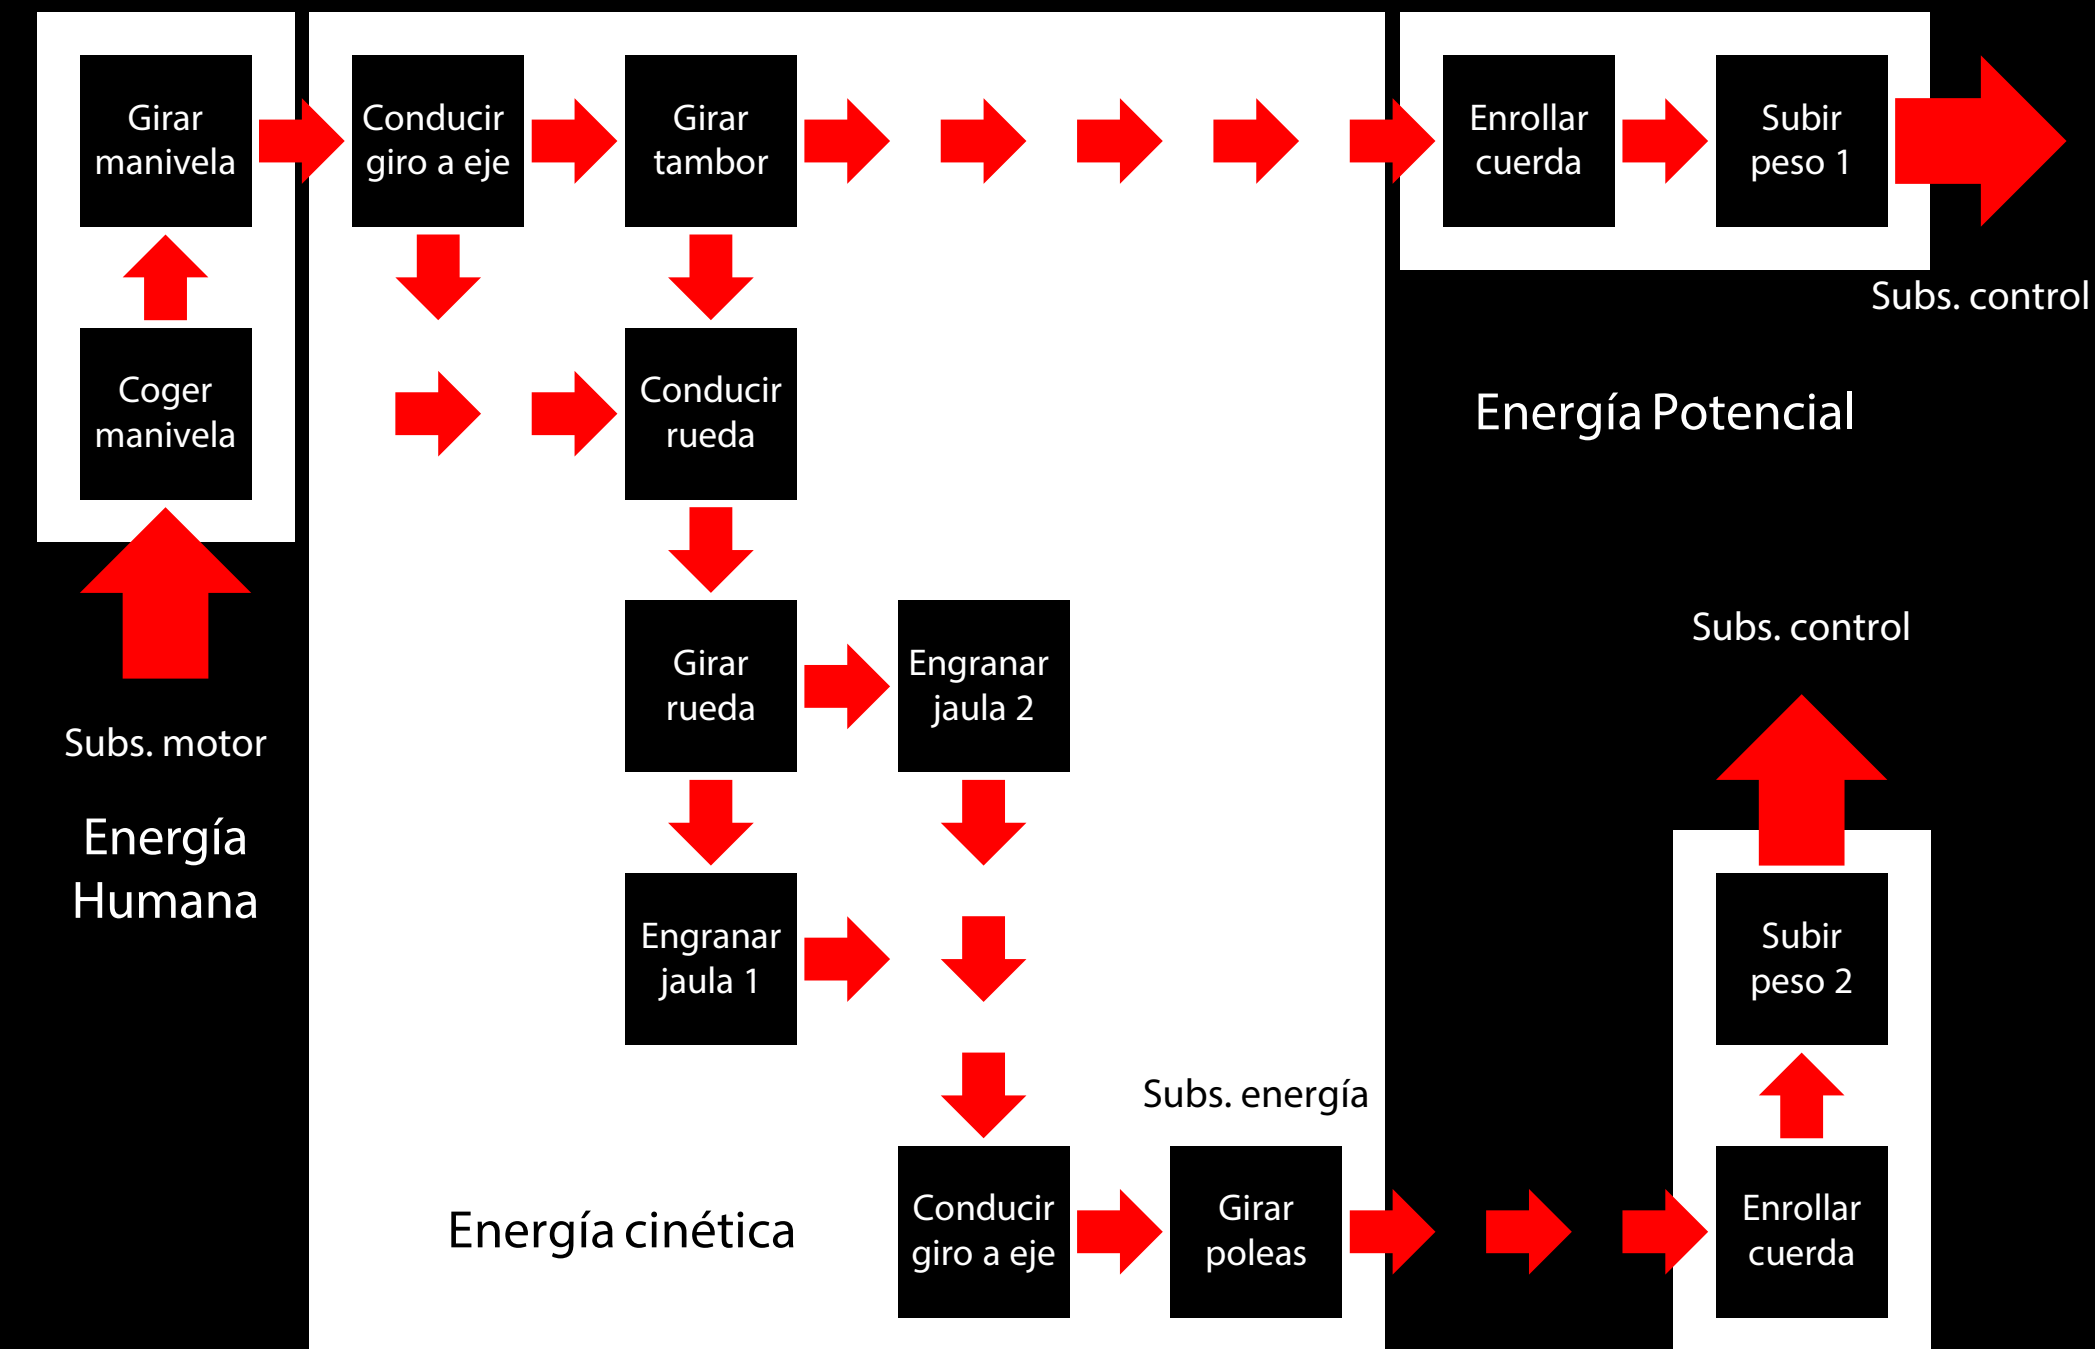 Girar
manivela
Conducir
giro a eje
Girar
tambor
Enrollar
cuerda
Subir
peso 1
Subs. control
Coger
manivela
Conducir
rueda
Energía Potencial
Girar
rueda
Engranar
jaula 2
Subs. control
Subs. motor
Energía
Humana
Engranar
jaula 1
Subir
peso 2
Subs. energía
Energía cinética
Conducir
giro a eje
Girar
poleas
Enrollar
cuerda